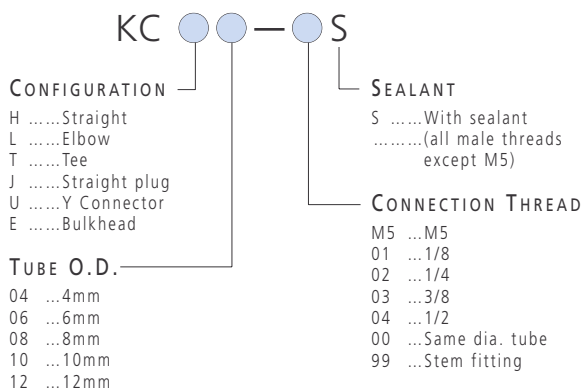 KC — S
CONFIGURATION
H ......Straight
L ......Elbow
T ......Tee
J ......Straight plug
U ......Y Connector
E ......Bulkhead
TUBE O.D.
04 ...4mm
06 ...6mm
08 ...8mm
10 ...10mm
12 ...12mm
SEALANT
S ......With sealant
.........(all male threads
except M5)
CONNECTION THREAD
M5 ...M5
01 ...1/8
02 ...1/4
03 ...3/8
04 ...1/2
00 ...Same dia. tube
99 ...Stem fitting